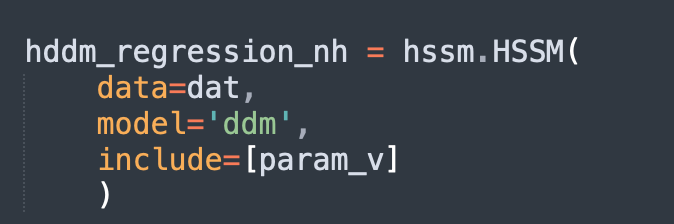 hddm_regression_nh = hssm.HSSM(
    data=dat,
    model='ddm',
    include=[param_v]
    )